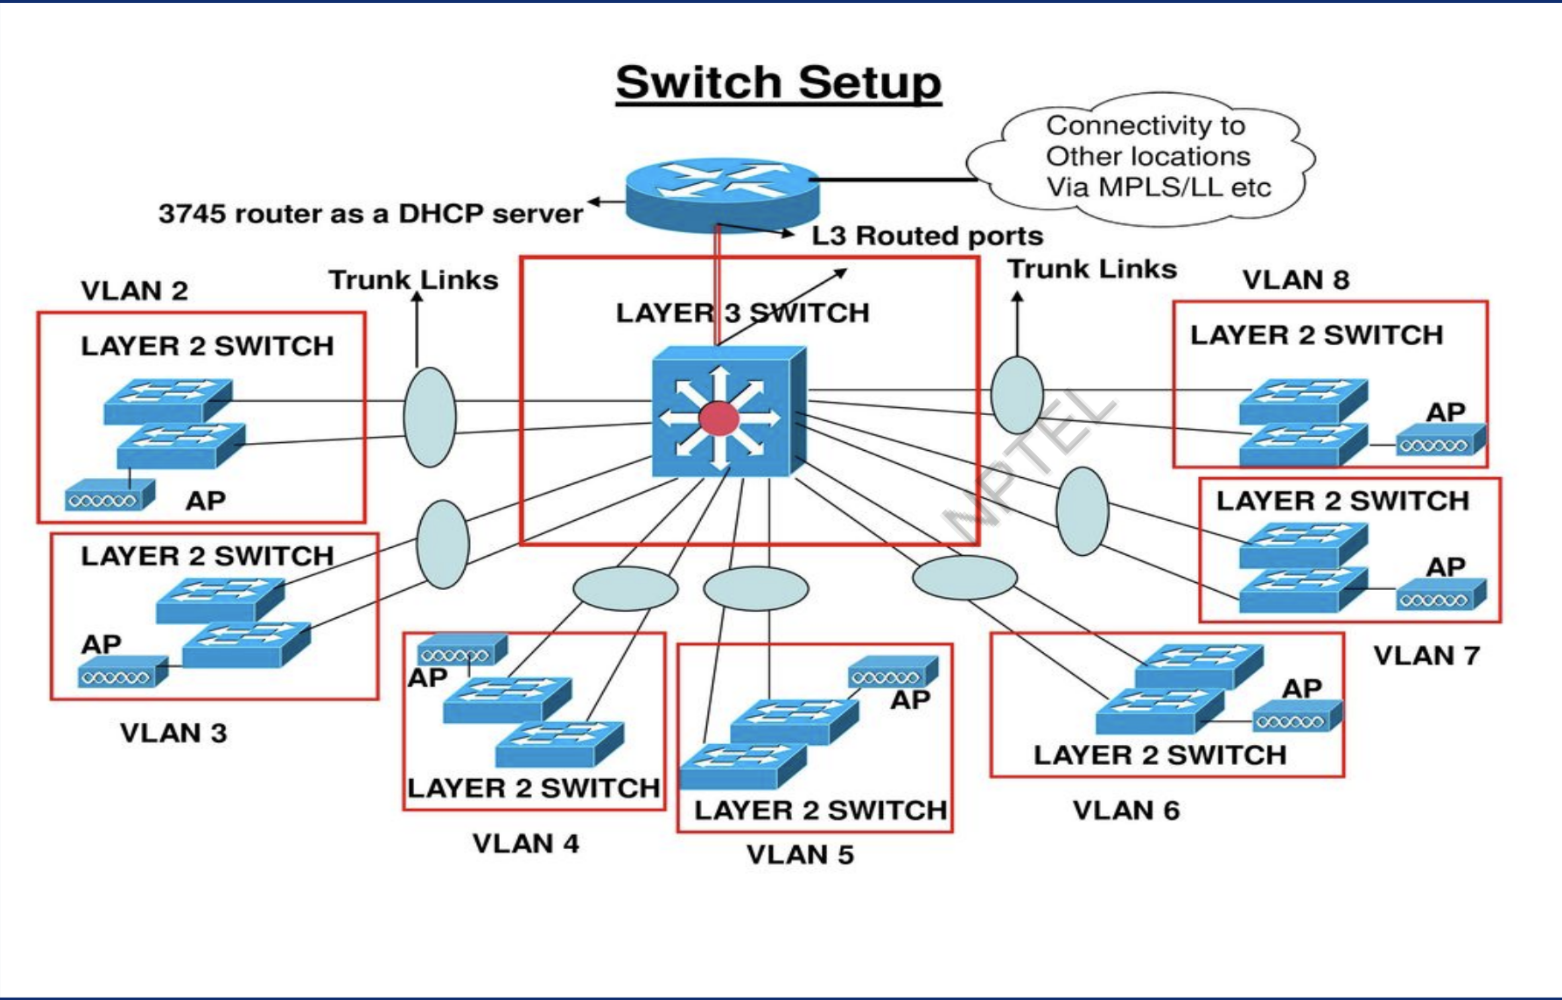 Switch Setup
Connectivity to
Other locations
Via MPLS/LL etc
3745 router as a DHCP server
L3 Routed ports
Trunk Links
Trunk Links
VLAN 2
LAYER 2 SWITCH
AP
LAYER 3 SWITCH
VLAN 8
LAYER 2 SWITCH
AP
LAYER 2 SWITCH
AP
VLAN 7
LAYER 2 SWITCH
AP
VLAN 3
AP
LAYER 2 SWITCH
VLAN 4
AP
LAYER 2 SWITCH
VLAN 5
AP
LAYER 2 SWITCH
VLAN 6
NPTEL